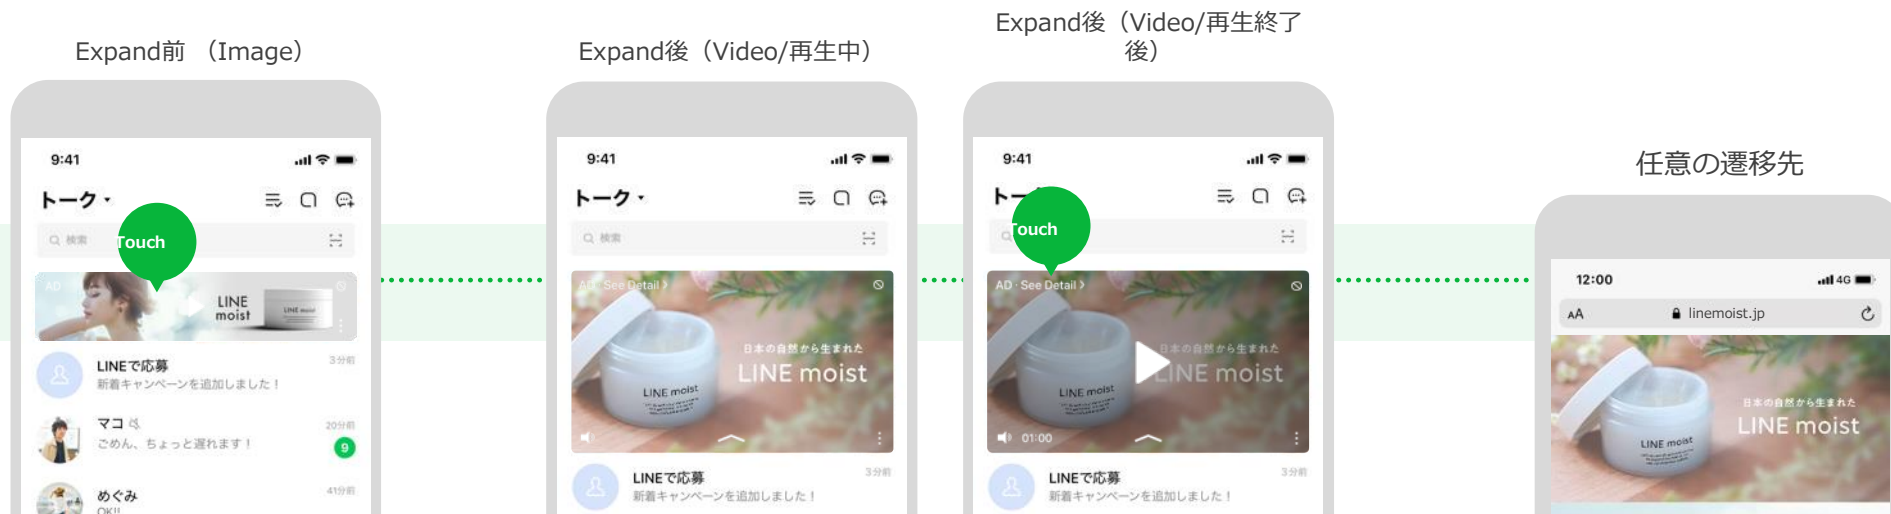 Expand前 （Image）
9:41
トーク
検索
Touch
AD
LINE
moist
LINE moist
LINEで応募
3分前
新着キャンペーンを追加しました！
マコ
20分前
ごめん、ちょっと遅れます！
9
めぐみ
41分前
OK!!
Expand後（Video/再生中）
9:41
トーク
検索
AD · See Detail
日本の自然から生まれた
LINE moist
LINE moist
LINEで応募
3分前
新着キャンペーンを追加しました！
Expand後（Video/再生終了
後）
9:41
トー
Touch
AD · See Detail
日本の自然から生まれた
LINE moist
LINE moist
01:00
LINEで応募
3分前
新着キャンペーンを追加しました！
任意の遷移先
12:00
4G
AA
linemoist.jp
日本の自然から生まれた
LINE moist
LINE moist